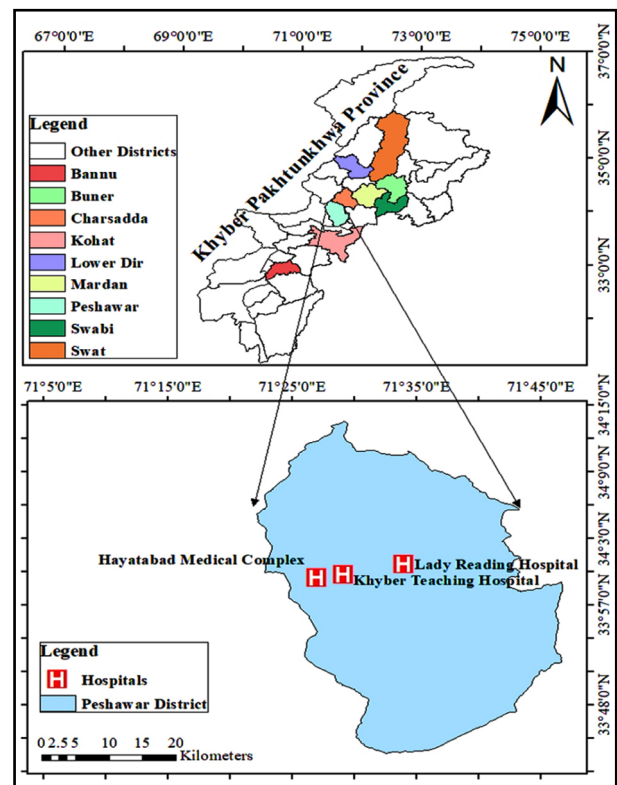 67°0'0"E 69°0'0"E 71°0'0"E 73°0'0"E 75°0'0"E
37°0'0"N
35°0'0"N
33°0'0"N
N
Khyber Pakhtunkhwa Province
Legend
Other Districts
Bannu
Buner
Charsadda
Kohat
Lower Dir
Mardan
Peshawar
Swabi
Swat
71°5'0"E 71°15'0"E 71°25'0"E 71°35'0"E 71°45'0"E
34°15'0"N
34°9'0"N
34°3'0"N
33°57'0"N
33°48'0"N
Hayatabad Medical Complex
H H H
Lady Reading Hospital
Khyber Teaching Hospital
Legend
H Hospitals
Peshawar District
0 2.5 5 10 15 20
Kilometers